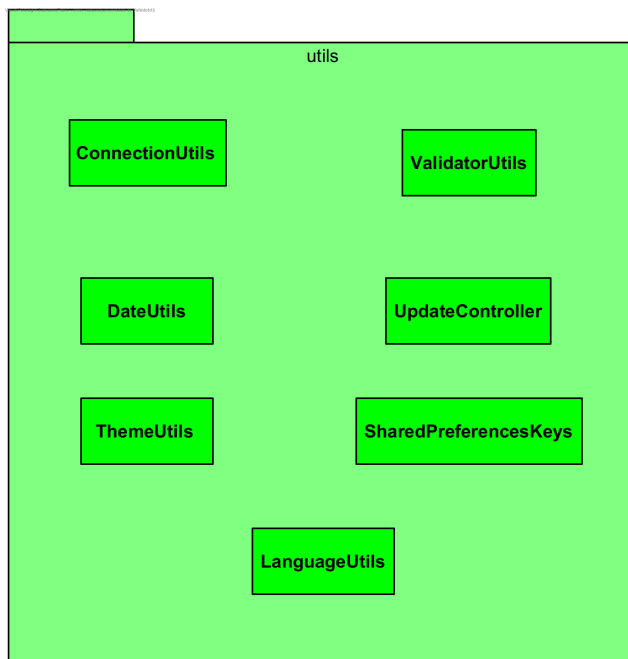 utils
ConnectionUtils
ValidatorUtils
DateUtils
UpdateController
ThemeUtils
SharedPreferencesKeys
LanguageUtils